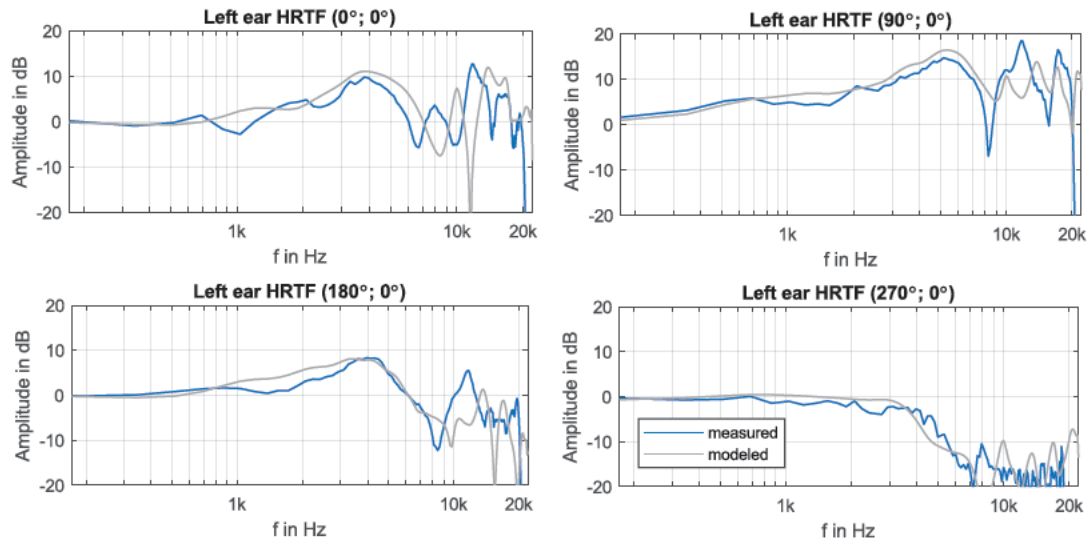 Left ear HRTF (0°; 0°)
20
10
0
-10
-20
Amplitude in dB
1k
10k
20k
f in Hz
Left ear HRTF (90°; 0°)
20
10
0
-10
-20
Amplitude in dB
1k
10k
20k
f in Hz
Left ear HRTF (180°; 0°)
20
10
0
-10
-20
Amplitude in dB
1k
10k
20k
f in Hz
Left ear HRTF (270°; 0°)
20
10
0
-10
-20
Amplitude in dB
measured
modeled
1k
10k
20k
f in Hz